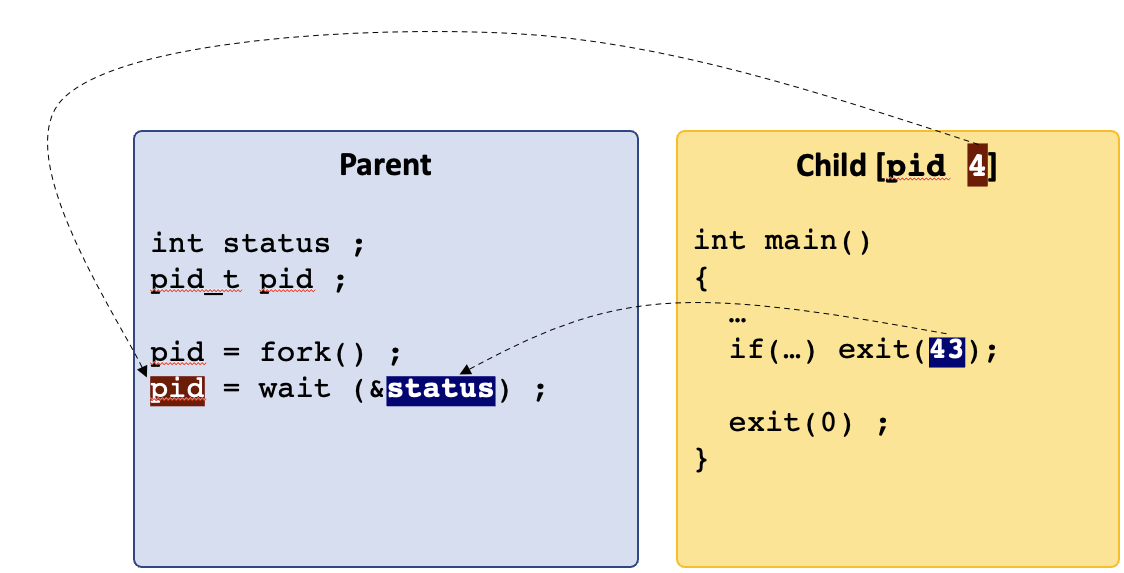 Parent
int status ;
pid_t pid ;
pid = fork() ;
pid = wait (&status) ;
Child [pid 4]
int main()
{
…
if(…) exit(43);
exit(0) ;
}